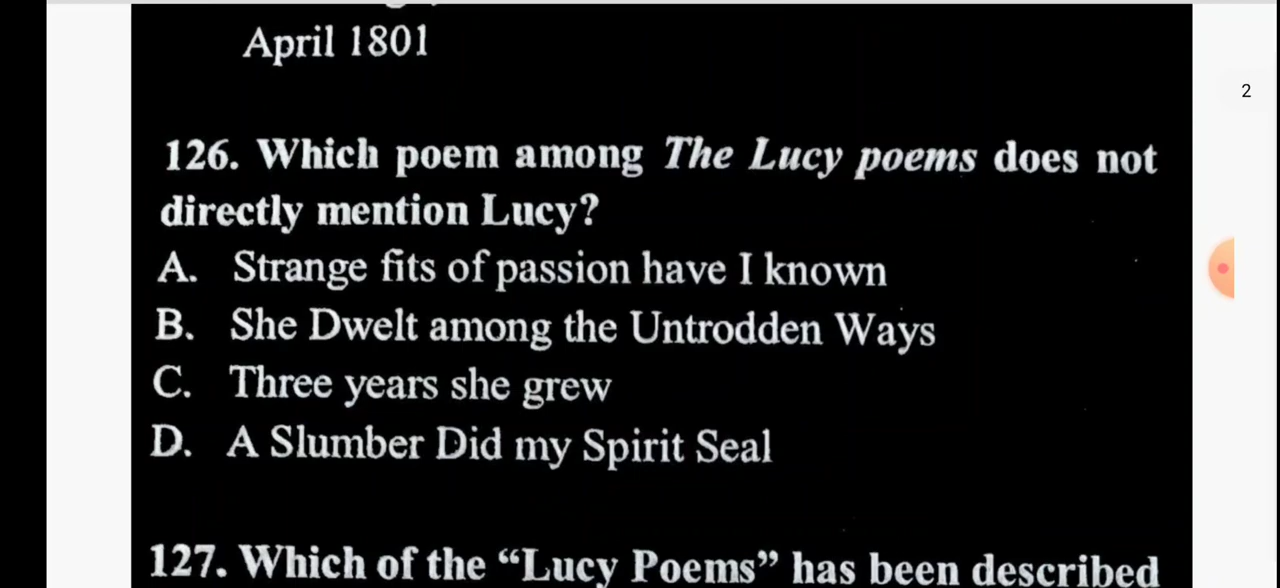 April 1801
2
126. Which poem among The Lucy poems does not
directly mention Lucy?
A. Strange fits of passion have I known
B. She Dwelt among the Untrodden Ways
C. Three years she grew
D. A Slumber Did my Spirit Seal
127. Which of the “Lucy Poems” has been described